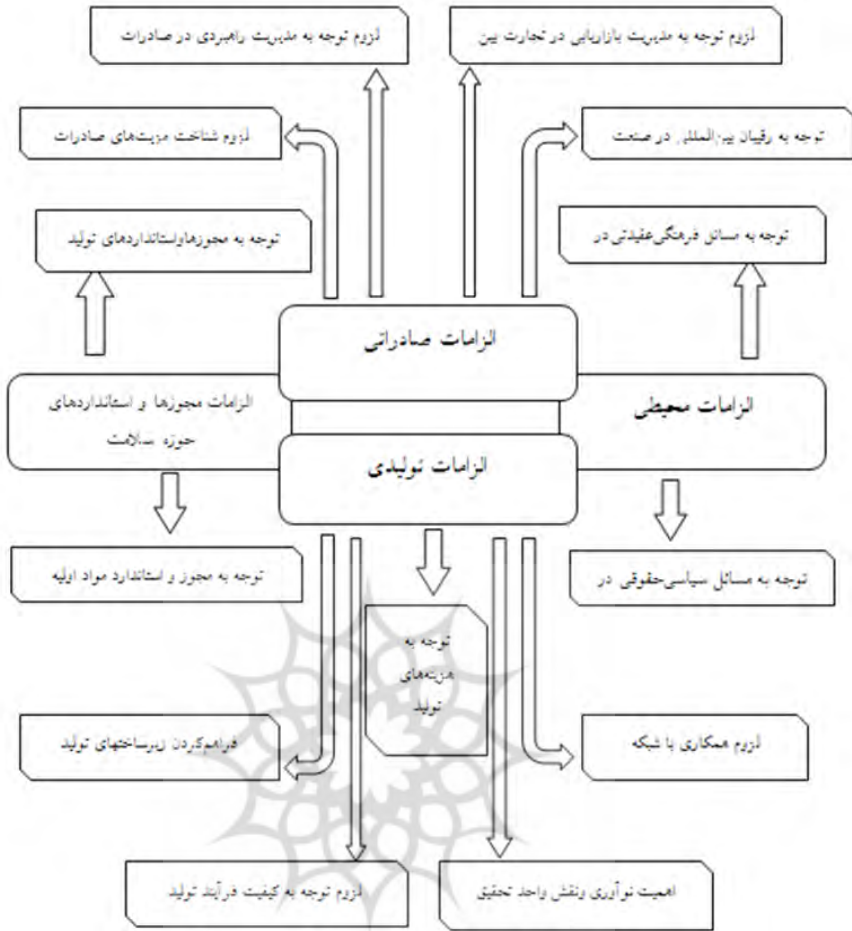 لزوم توجه به مدیریت بازاریابی در تجارت بین
لزوم توجه به مدیریت راهبردی در صادرات
توجه به رقیبان بین‌المللی در صنعت
لزوم شناخت مزیت‌های صادرات
توجه به مسائل فرهنگی‌عقیدتی در
توجه به مجوزهاواستانداردهای تولید
الزامات صادراتی
الزامات محیطی
الزامات مجوزها و استانداردهای
حوزه سلامت
الزامات تولیدی
توجه به مسائل سیاسی‌حقوقی در
توجه به مجوز و استاندارد مواد اولیه
توجه به
هزینه‌های
تولید
لزوم همکاری با شبکه
فراهم‌کردن زیرساختهای تولید
اهمیت نوآوری ونقش واحد تحقیق
لزوم توجه به کیفیت فرآیند تولید